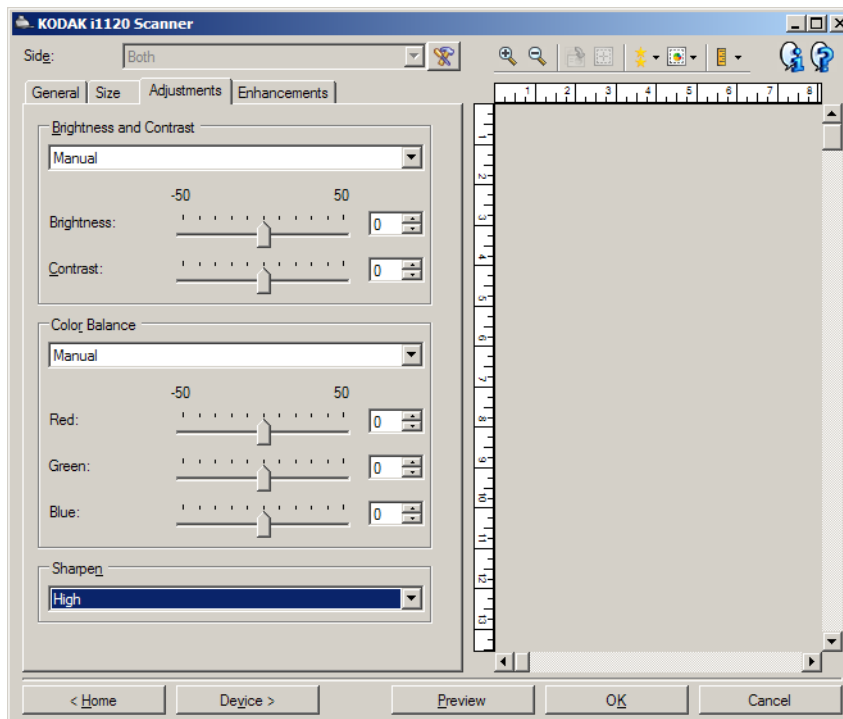 KODAK i1120 Scanner
Side: Both
General Size Adjustments Enhancements
Brightness and Contrast
Manual
-50 50
Brightness: 0
Contrast: 0
Color Balance
Manual
-50 50
Red: 0
Green: 0
Blue: 0
Sharpen
High
1 2 3 4 5 6 7 8
1
2
3
4
5
6
7
8
9
10
11
12
13
< Home Device > Preview OK Cancel